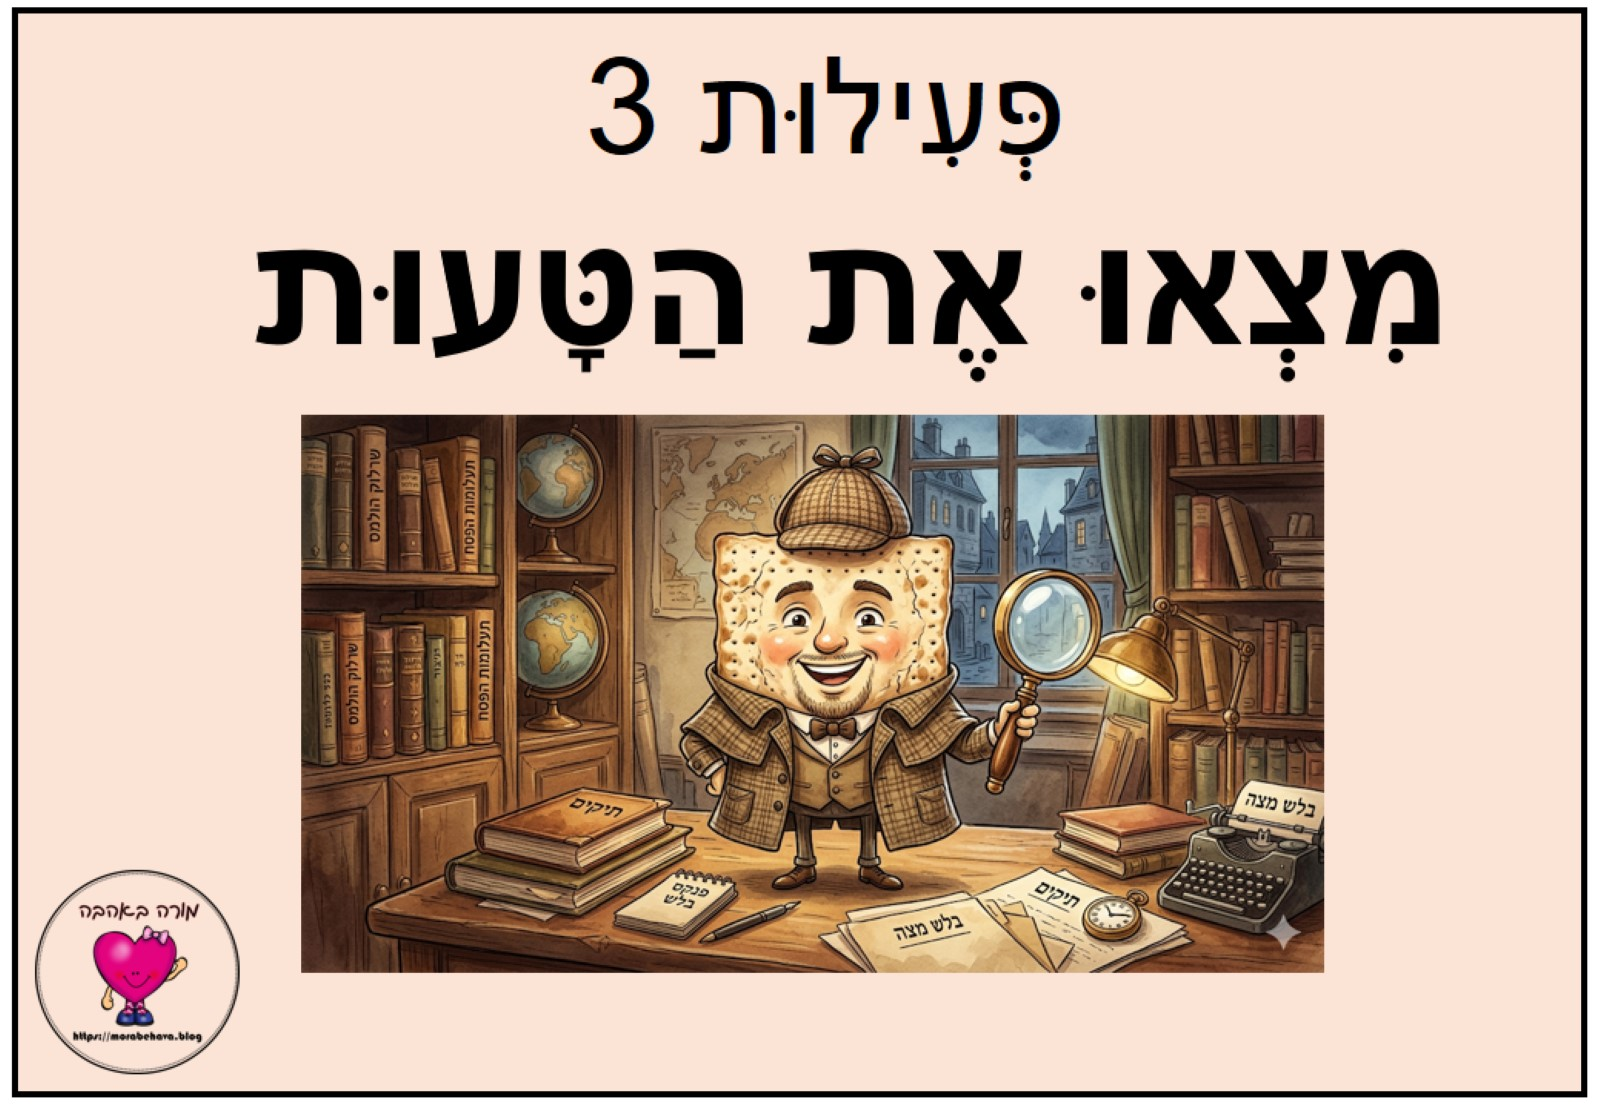 פְּעִילוּת 3
מִצְאוּ אֶת הַטָּעוּת
שרלוק הולמס
תעלומות הפסח
שרלוק הולמס
תעלומות הפסח
תיקים
פנקס
בלש
בלש מצה
תיקים
בלש מצה
מורה באהבה
https://morabehava.blog